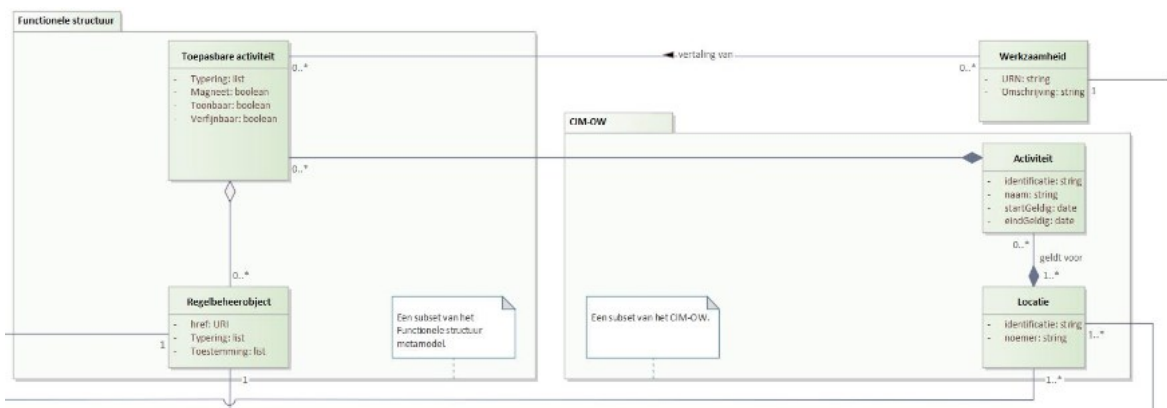 Functionele structuur
Toepasbare activiteit
- Typering: list
- Magneet: boolean
- Toonbaar: boolean
- Verfijnbaar: boolean
0..*
vertaling van
0..*
Werkzaamheid
- URN: string
- Omschrijving: string
1
CIM-OW
0..*
Activiteit
- identificatie: string
- naam: string
- startGeldig: date
- eindGeldig: date
0..*
geldt voor
1..*
0..*
Regelbeheerobject
- href: URI
- Typering: list
- Toestemming: list
1
1
Een subset van het
Functionele structuur
metamodel.
Een subset van het CIM-OW.
Locatie
- identificatie: string
- noemer: string
1..*
1..*